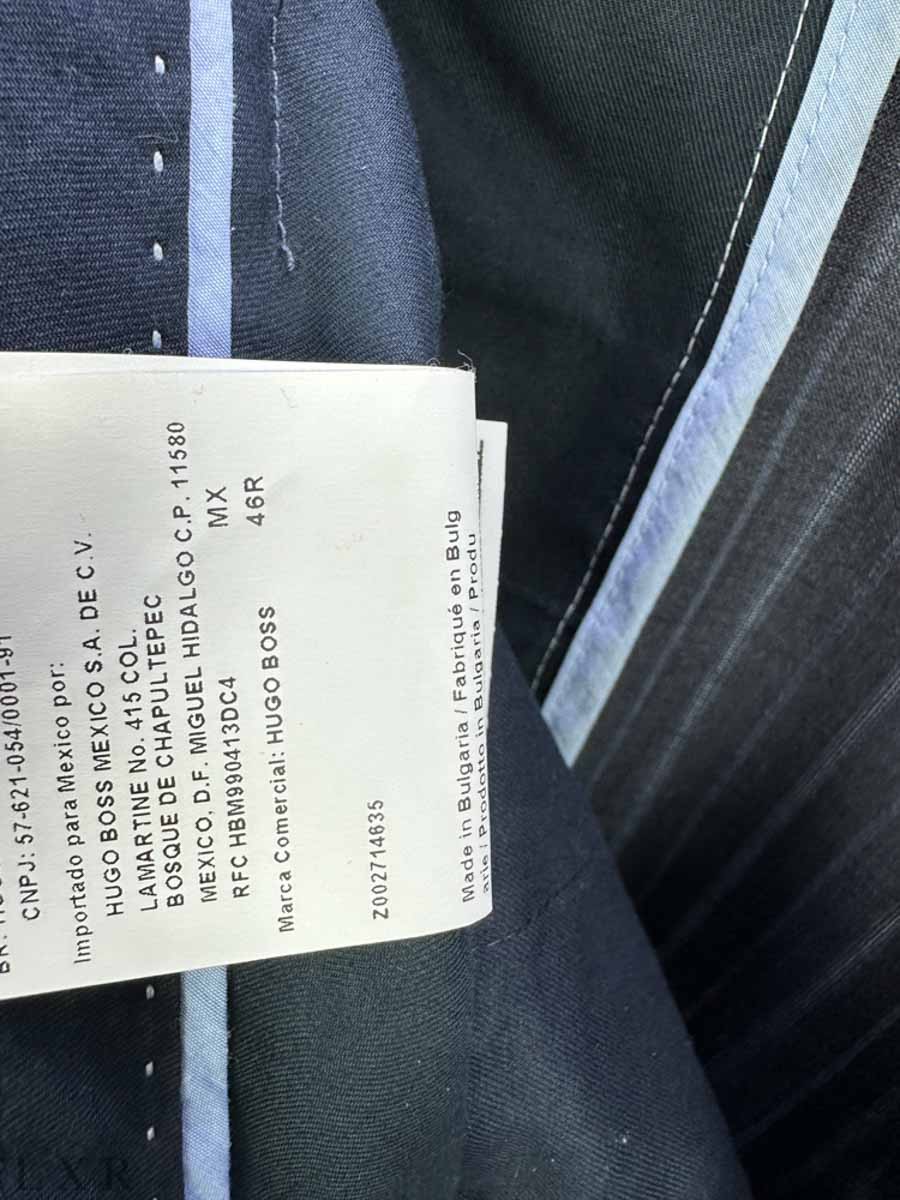 CNPJ: 57-621-054/0001-91
Importado para Mexico por:
HUGO BOSS MEXICO S.A. DE C.V.
LAMARTINE No. 415 COL.
BOSQUE DE CHAPULTEPEC
MEXICO, D.F. MIGUEL HIDALGO C.P. 11580
MX
RFC HBM990413DC4
46R
Marca Comercial: HUGO BOSS
Z002714635
Made in Bulgaria / Fabriqué en Bulg
arie / Prodotto in Bulgaria / Produ